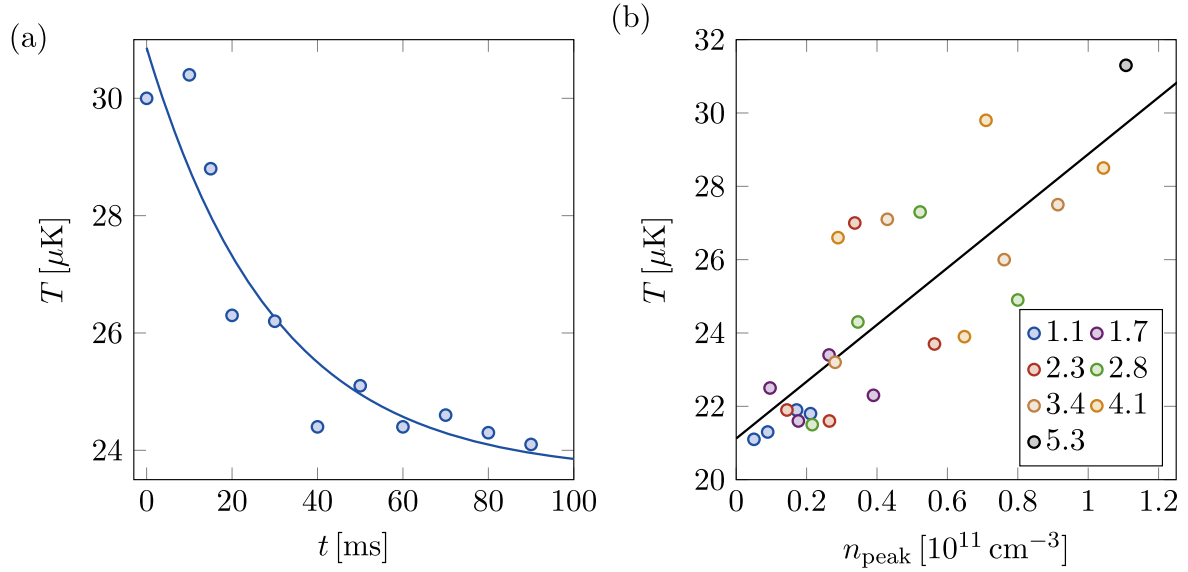 (a)
30
28
26
24
T [μK]
0 20 40 60 80 100
t [ms]
(b)
32
30
28
26
24
22
20
T [μK]
0 0.2 0.4 0.6 0.8 1 1.2
n_peak [10^11 cm^−3]
1.1 1.7
2.3 2.8
3.4 4.1
5.3